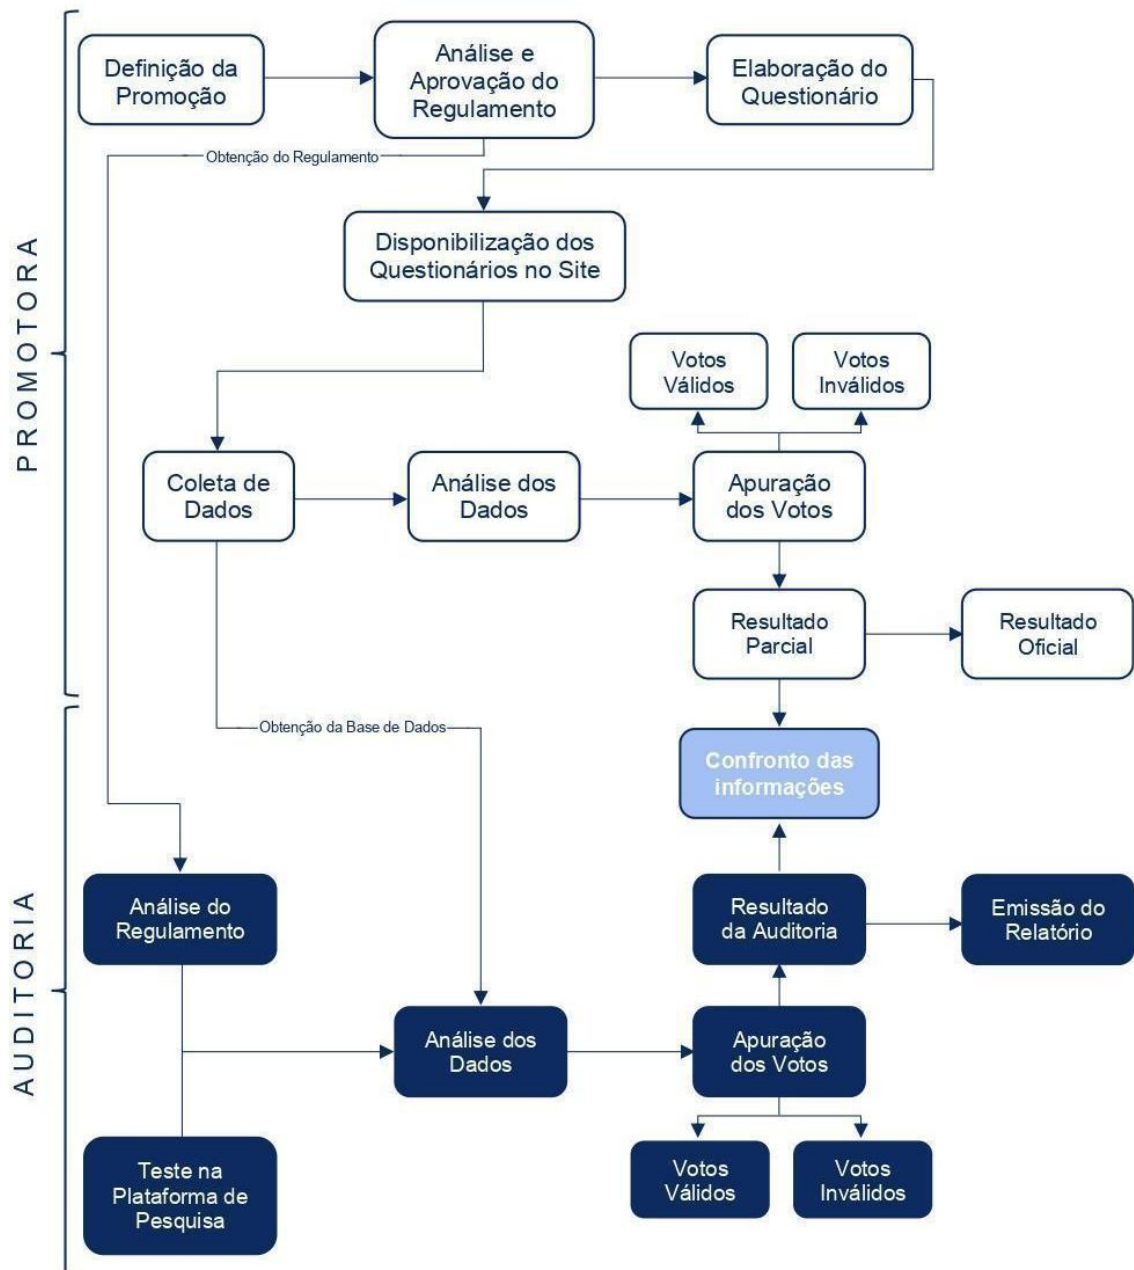 PROMOTORA
Definição da
Promoção
Análise e
Aprovação do
Regulamento
Elaboração do
Questionário
Obtenção do Regulamento
Disponibilização dos
Questionários no Site
Votos
Válidos
Votos
Inválidos
Coleta de
Dados
Análise dos
Dados
Apuração
dos Votos
Resultado
Parcial
Resultado
Oficial
Obtenção da Base de Dados
Confronto das
informações
AUDITORIA
Análise do
Regulamento
Resultado
da Auditoria
Emissão do
Relatório
Análise dos
Dados
Apuração
dos Votos
Teste na
Plataforma de
Pesquisa
Votos
Válidos
Votos
Inválidos